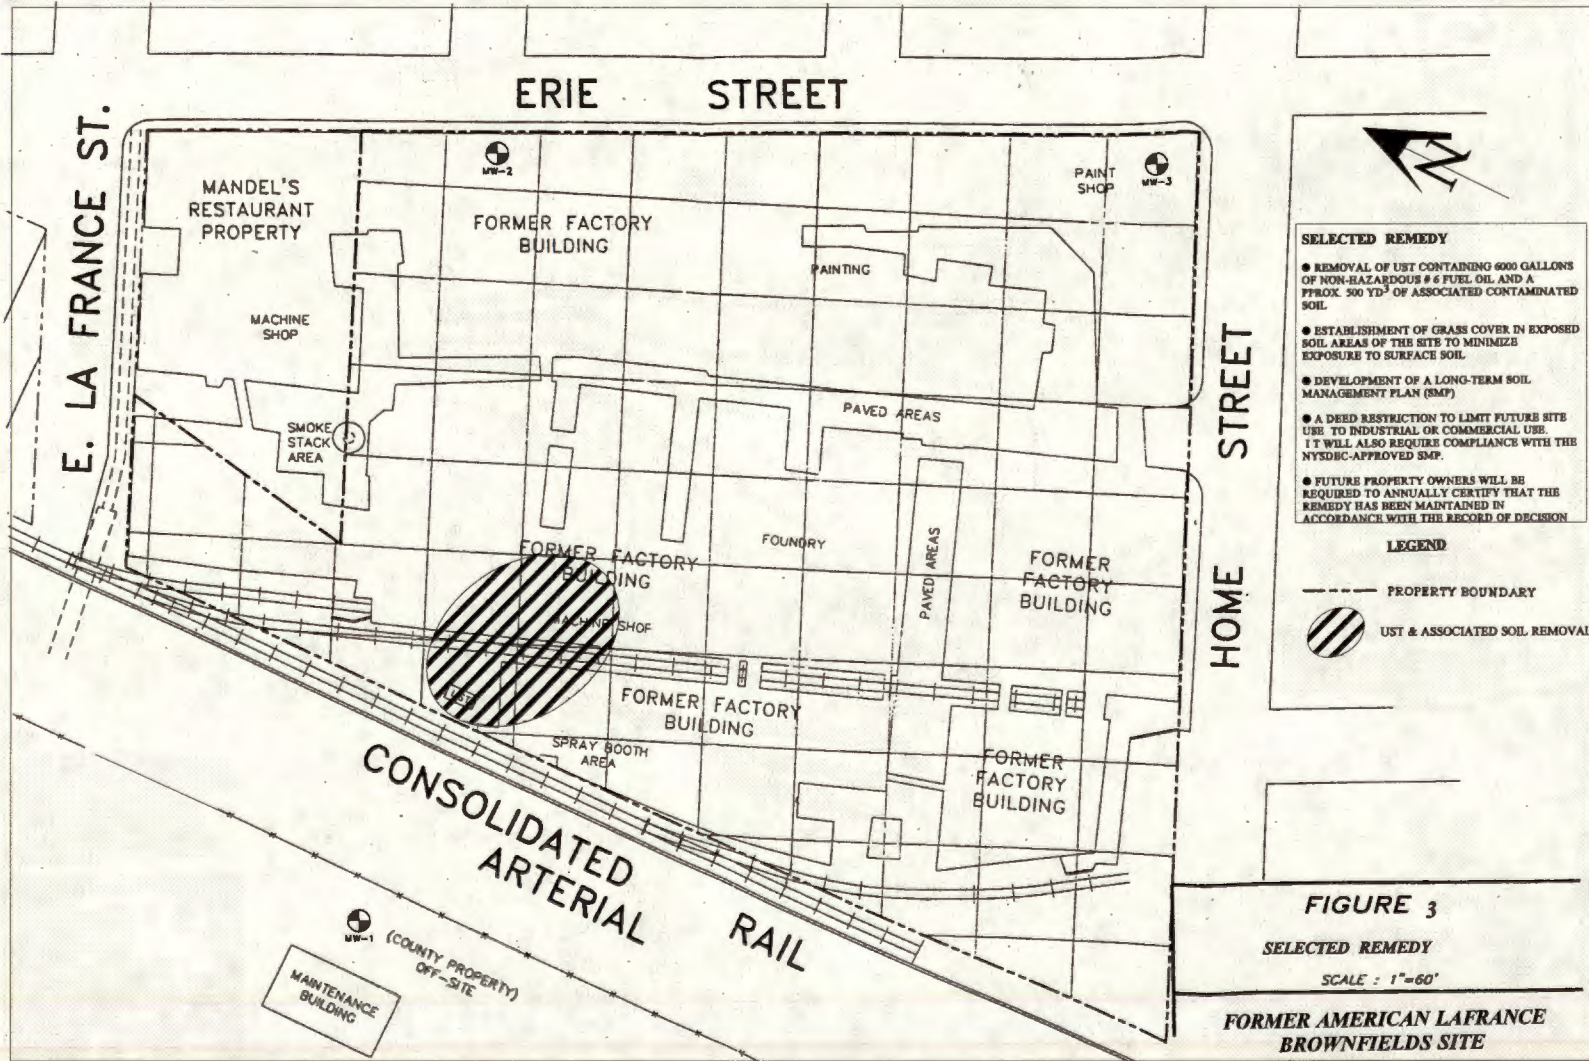 ERIE STREET
E. LA FRANCE ST.
MANDEL'S
RESTAURANT
PROPERTY
MW-2
FORMER FACTORY
BUILDING
PAINT
SHOP
MW-3
N
PAINTING
MACHINE
SHOP
SMOKE
STACK
AREA
PAVED AREAS
HOME STREET
FORMER FACTORY
BUILDING
FOUNDRY
PAVED AREAS
FORMER
FACTORY
BUILDING
MACHINE SHOP
UST
FORMER FACTORY
BUILDING
SPRAY BOOTH
AREA
FORMER
FACTORY
BUILDING
CONSOLIDATED
ARTERIAL RAIL
MW-1
(COUNTY PROPERTY)
OFF-SITE
MAINTENANCE
BUILDING
SELECTED REMEDY
● REMOVAL OF UST CONTAINING 6000 GALLONS
OF NON-HAZARDOUS # 6 FUEL OIL AND A
PPROX. 500 YD³ OF ASSOCIATED CONTAMINATED
SOIL
● ESTABLISHMENT OF GRASS COVER IN EXPOSED
SOIL AREAS OF THE SITE TO MINIMIZE
EXPOSURE TO SURFACE SOIL
● DEVELOPMENT OF A LONG-TERM SOIL
MANAGEMENT PLAN (SMP)
● A DEED RESTRICTION TO LIMIT FUTURE SITE
USE TO INDUSTRIAL OR COMMERCIAL USE.
I T WILL ALSO REQUIRE COMPLIANCE WITH THE
NYSDEC-APPROVED SMP.
● FUTURE PROPERTY OWNERS WILL BE
REQUIRED TO ANNUALLY CERTIFY THAT THE
REMEDY HAS BEEN MAINTAINED IN
ACCORDANCE WITH THE RECORD OF DECISION
LEGEND
PROPERTY BOUNDARY
UST & ASSOCIATED SOIL REMOVAL
FIGURE 3
SELECTED REMEDY
SCALE : 1"=60'
FORMER AMERICAN LAFRANCE
BROWNFIELDS SITE